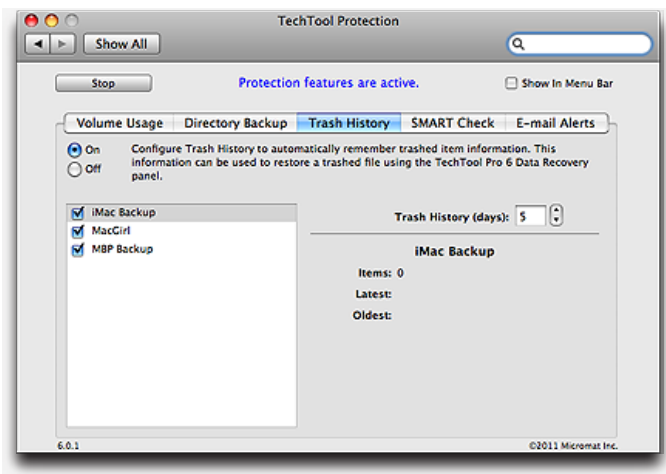 TechTool Protection
Show All
Stop
Protection features are active.
Show In Menu Bar
Volume Usage Directory Backup Trash History SMART Check E-mail Alerts
On
Off
Configure Trash History to automatically remember trashed item information. This
information can be used to restore a trashed file using the TechTool Pro 6 Data Recovery
panel.
iMac Backup
MacGirl
MBP Backup
Trash History (days): 5
iMac Backup
Items: 0
Latest:
Oldest:
6.0.1
©2011 Micromat Inc.